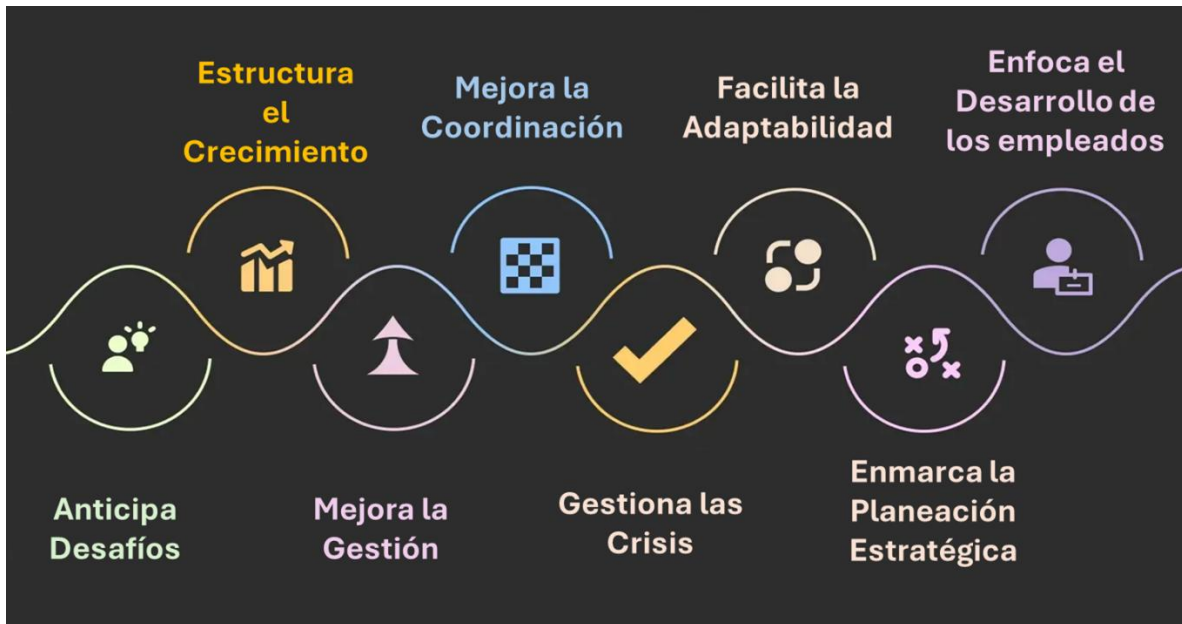 Estructura
el
Crecimiento
Mejora la
Coordinación
Facilita la
Adaptabilidad
Enfoca el
Desarrollo de
los empleados
Anticipa
Desafíos
Mejora la
Gestión
Gestiona las
Crisis
Enmarca la
Planeación
Estratégica